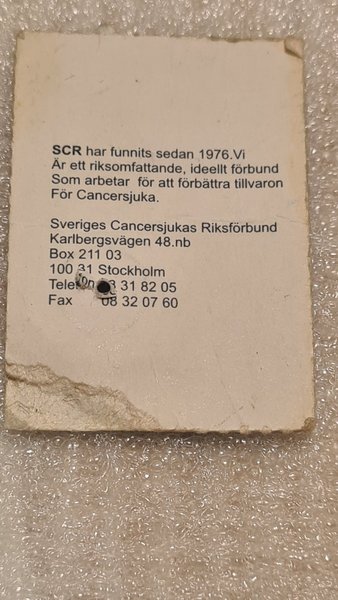 SCR har funnits sedan 1976.Vi
Är ett riksomfattande, ideellt förbund
Som arbetar för att förbättra tillvaron
För Cancersjuka.
Sveriges Cancersjukas Riksförbund
Karlbergsvägen 48.nb
Box 211 03
100 31 Stockholm
Telefon 08 31 82 05
Fax 08 32 07 60